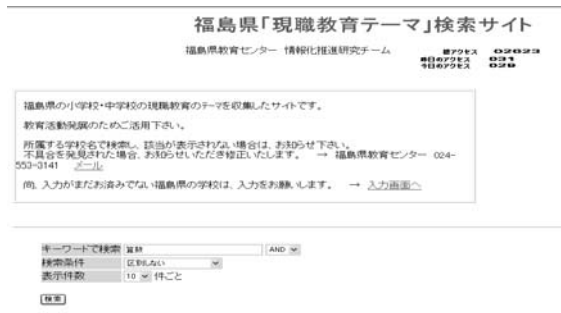 福島県「現職教育テーマ」検索サイト
福島県教育センター 情報化推進研究チーム
総アクセス 02023
昨日のアクセス 031
今日のアクセス 029
福島県の小学校・中学校の現職教育のテーマを収集したサイトです。
教育活動発展のためご活用下さい。
所属する学校名で検索し、該当が表示されない場合は、お知らせ下さい。
不具合を発見された場合、お知らせいただき修正いたします。 → 福島県教育センター 024-
553-3141 メール
尚、入力がまだお済みでない福島県の学校は、入力をお願いします。 → 入力画面へ
キーワードで検索 算数 AND
検索条件 区別しない
表示件数 10 件ごと
検索